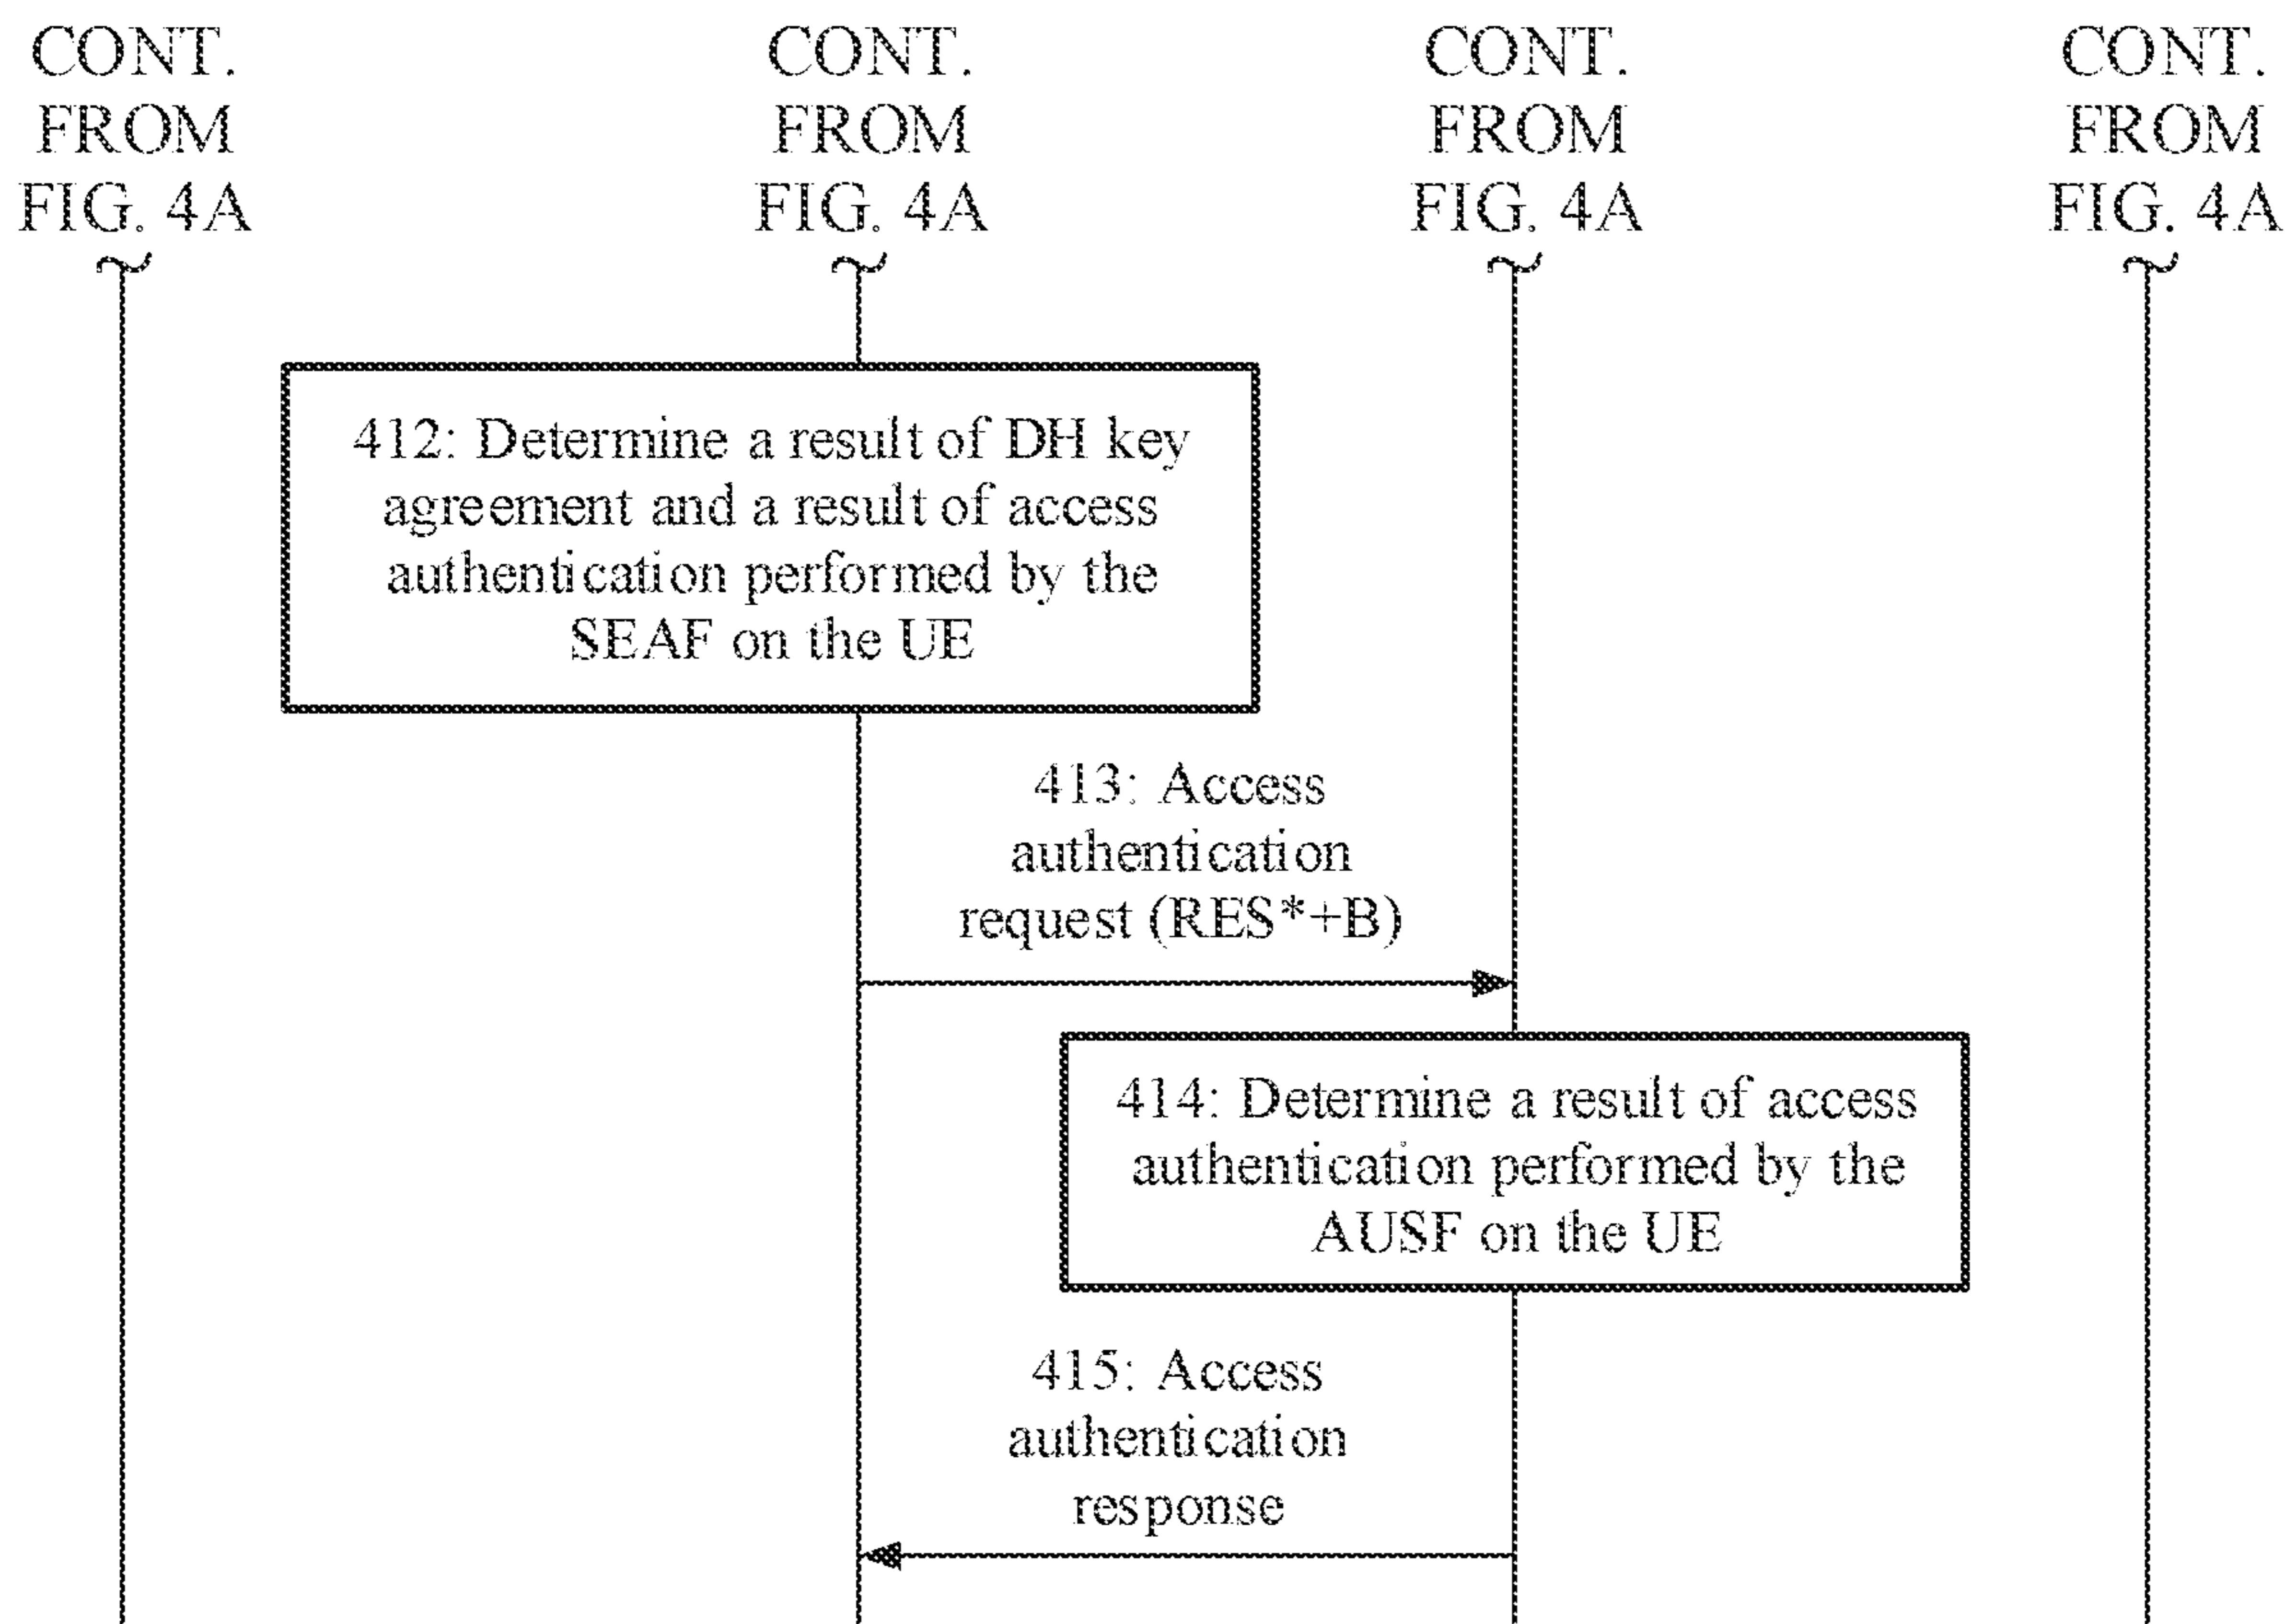 CONT.
FROM
FIG. 4A
CONT.
FROM
FIG. 4A
CONT.
FROM
FIG. 4A
CONT.
FROM
FIG. 4A
412: Determine a result of DH key
agreement and a result of access
authentication performed by the
SEAF on the UE
413: Access
authentication
request (RES*+B)
414: Determine a result of access
authentication performed by the
AUSF on the UE
415: Access
authentication
response